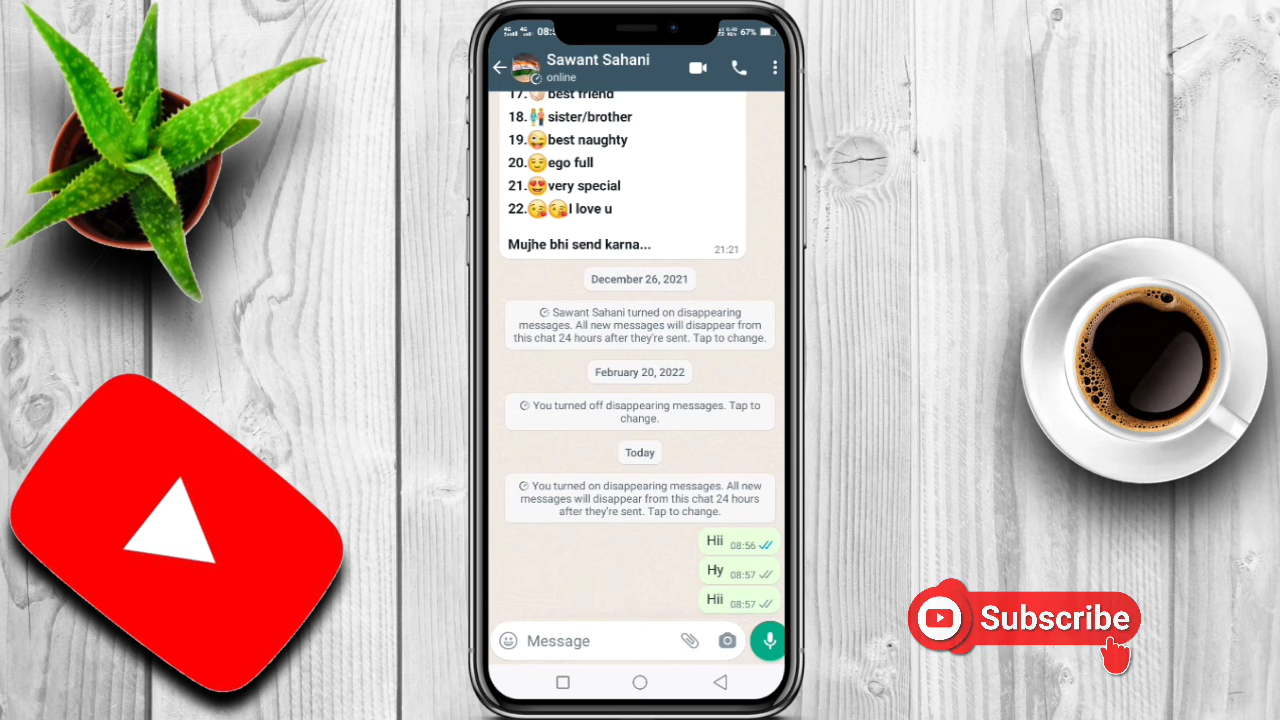 4G 4G 08:
67%
Sawant Sahani
online
17. best friend
18. sister/brother
19.😜best naughty
20.☺️ego full
21.😍very special
22.😘😘I love u
Mujhe bhi send karna...
21:21
December 26, 2021
Sawant Sahani turned on disappearing
messages. All new messages will disappear from
this chat 24 hours after they're sent. Tap to change.
February 20, 2022
You turned off disappearing messages. Tap to
change.
Today
You turned on disappearing messages. All new
messages will disappear from this chat 24 hours
after they're sent. Tap to change.
Hii 08:56
Hy 08:57
Hii 08:57
Message
Subscribe